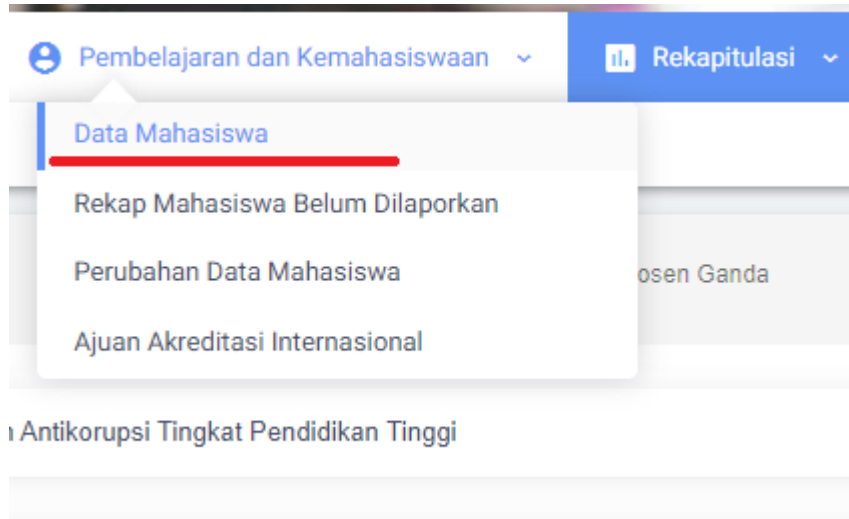 Pembelajaran dan Kemahasiswaan
Rekapitulasi
Data Mahasiswa
Rekap Mahasiswa Belum Dilaporkan
Perubahan Data Mahasiswa
osen Ganda
Ajuan Akreditasi Internasional
Antikorupsi Tingkat Pendidikan Tinggi